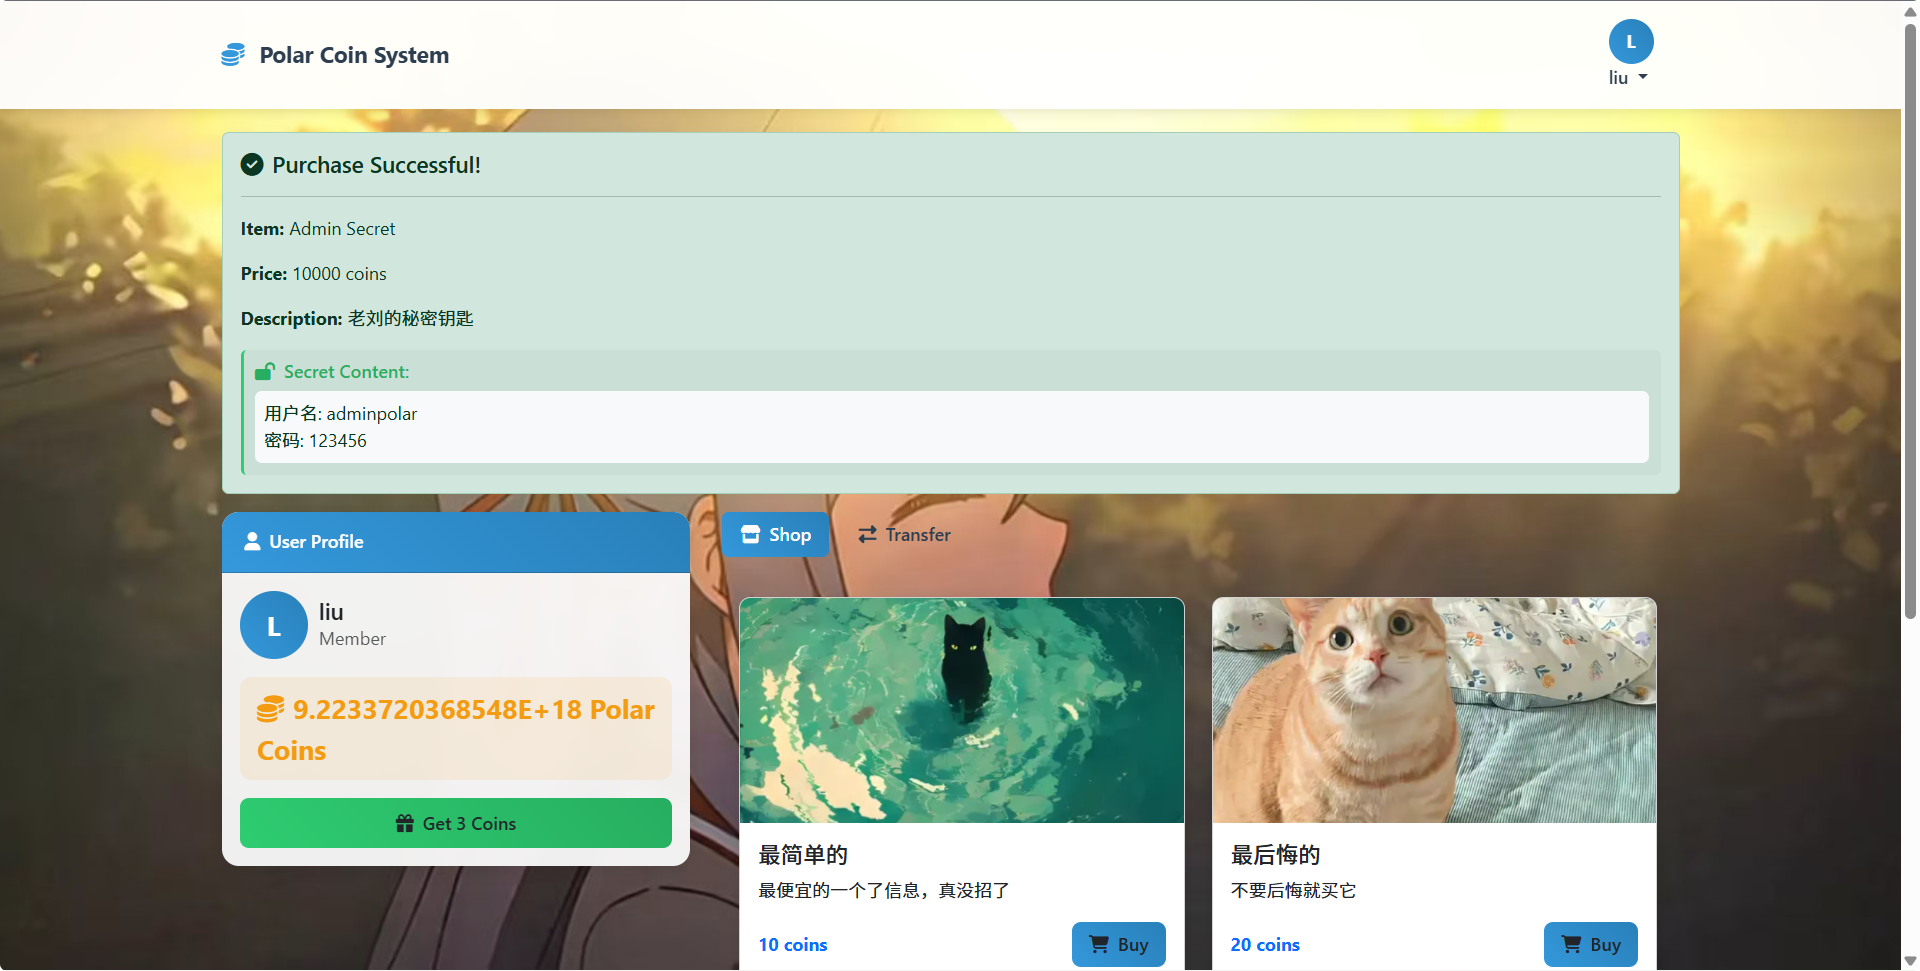 Polar Coin System
L
liu
Purchase Successful!
Item: Admin Secret
Price: 10000 coins
Description: 老刘的秘密钥匙
Secret Content:
用户名: adminpolar
密码: 123456
User Profile
L
liu
Member
9.2233720368548E+18 Polar
Coins
Get 3 Coins
Shop
Transfer
最简单的
最便宜的一个了信息，真没招了
10 coins
Buy
最后悔的
不要后悔就买它
20 coins
Buy